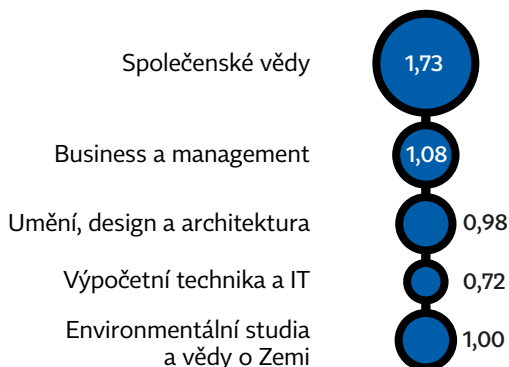 Společenské vědy 1,73
Business a management 1,08
Umění, design a architektura 0,98
Výpočetní technika a IT 0,72
Environmentální studia
a vědy o Zemi 1,00